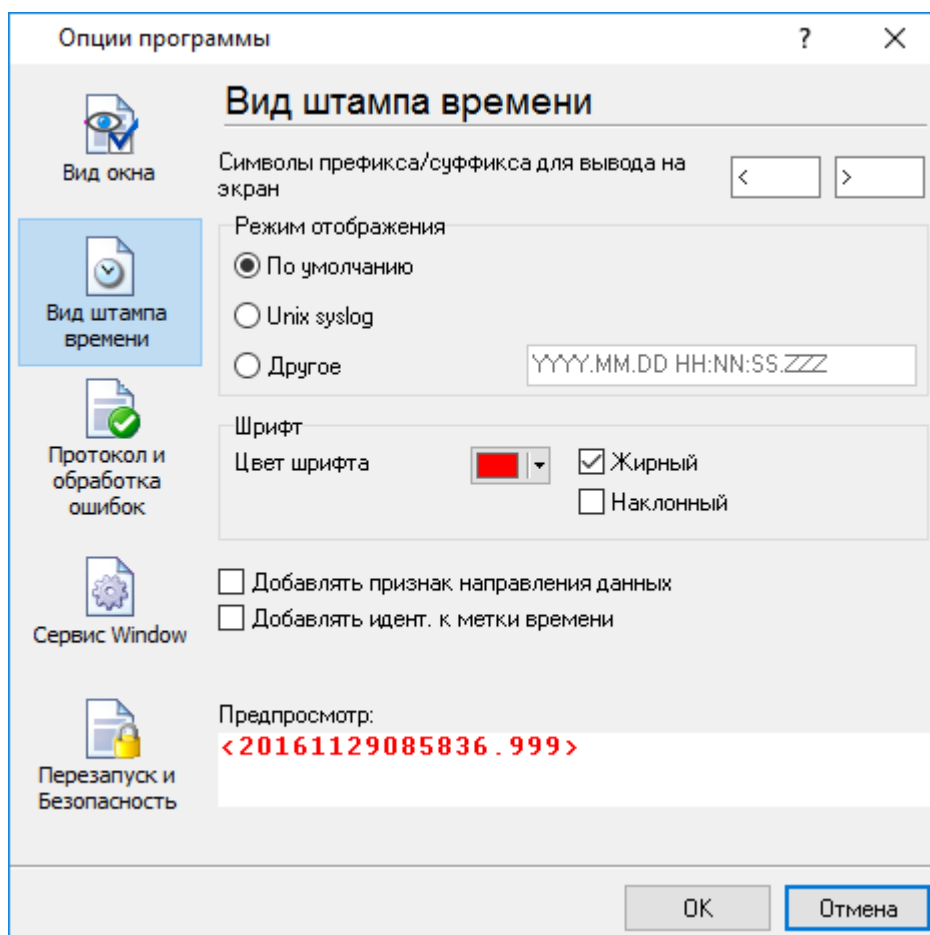 Опции программы
?
Вид окна
Вид штампа
времени
Протокол и
обработка
ошибок
Сервис Window
Перезапуск и
Безопасность
Вид штампа времени
Символы префикса/суффикса для вывода на
экран
< >
Режим отображения
По умолчанию
Unix syslog
Другое YYYY.MM.DD HH:NN:SS.ZZZ
Шрифт
Цвет шрифта Жирный
Наклонный
Добавлять признак направления данных
Добавлять идент. к метки времени
Предпросмотр:
<20161129085836.999>
OK Отмена